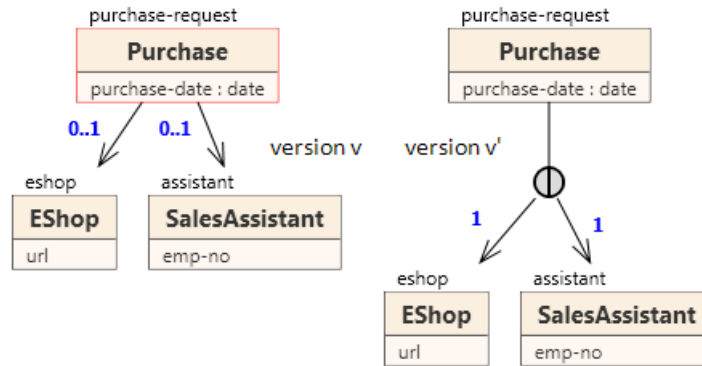 purchase-request
Purchase
purchase-date : date
0..1
0..1
eshop
EShop
url
assistant
SalesAssistant
emp-no
version v
version v'
purchase-request
Purchase
purchase-date : date
1
1
eshop
EShop
url
assistant
SalesAssistant
emp-no